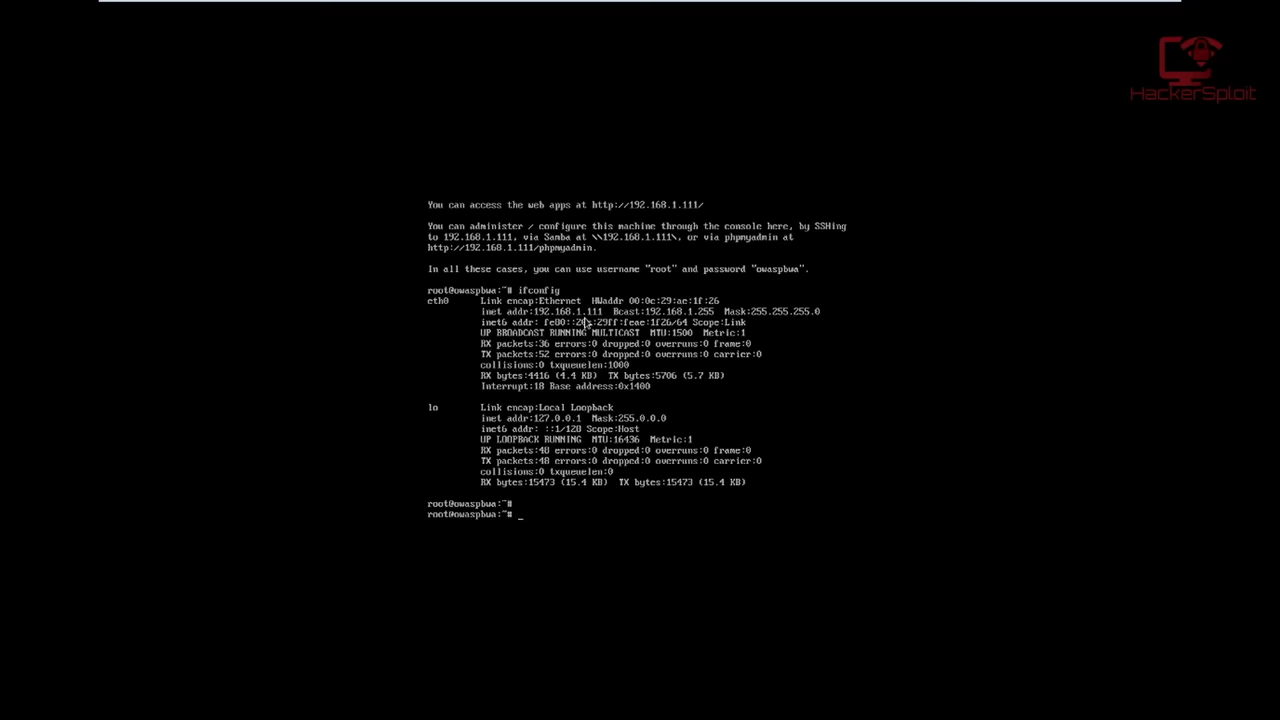 HackerSploit
You can access the web apps at http://192.168.1.111/
You can administer / configure this machine through the console here, by SSHing
to 192.168.1.111, via Samba at \\192.168.1.111\, or via phpmyadmin at
http://192.168.1.111/phpmyadmin.
In all these cases, you can use username "root" and password "owaspbwa".
root@owaspbwa:~# ifconfig
eth0 Link encap:Ethernet HWaddr 00:0c:29:ae:1f:26
inet addr:192.168.1.111 Bcast:192.168.1.255 Mask:255.255.255.0
inet6 addr: fe80::20c:29ff:feae:1f26/64 Scope:Link
UP BROADCAST RUNNING MULTICAST MTU:1500 Metric:1
RX packets:36 errors:0 dropped:0 overruns:0 frame:0
TX packets:52 errors:0 dropped:0 overruns:0 carrier:0
collisions:0 txqueuelen:1000
RX bytes:4416 (4.4 KB) TX bytes:5706 (5.7 KB)
Interrupt:18 Base address:0x1400
lo Link encap:Local Loopback
inet addr:127.0.0.1 Mask:255.0.0.0
inet6 addr: ::1/128 Scope:Host
UP LOOPBACK RUNNING MTU:16436 Metric:1
RX packets:48 errors:0 dropped:0 overruns:0 frame:0
TX packets:48 errors:0 dropped:0 overruns:0 carrier:0
collisions:0 txqueuelen:0
RX bytes:15473 (15.4 KB) TX bytes:15473 (15.4 KB)
root@owaspbwa:~#
root@owaspbwa:~# _